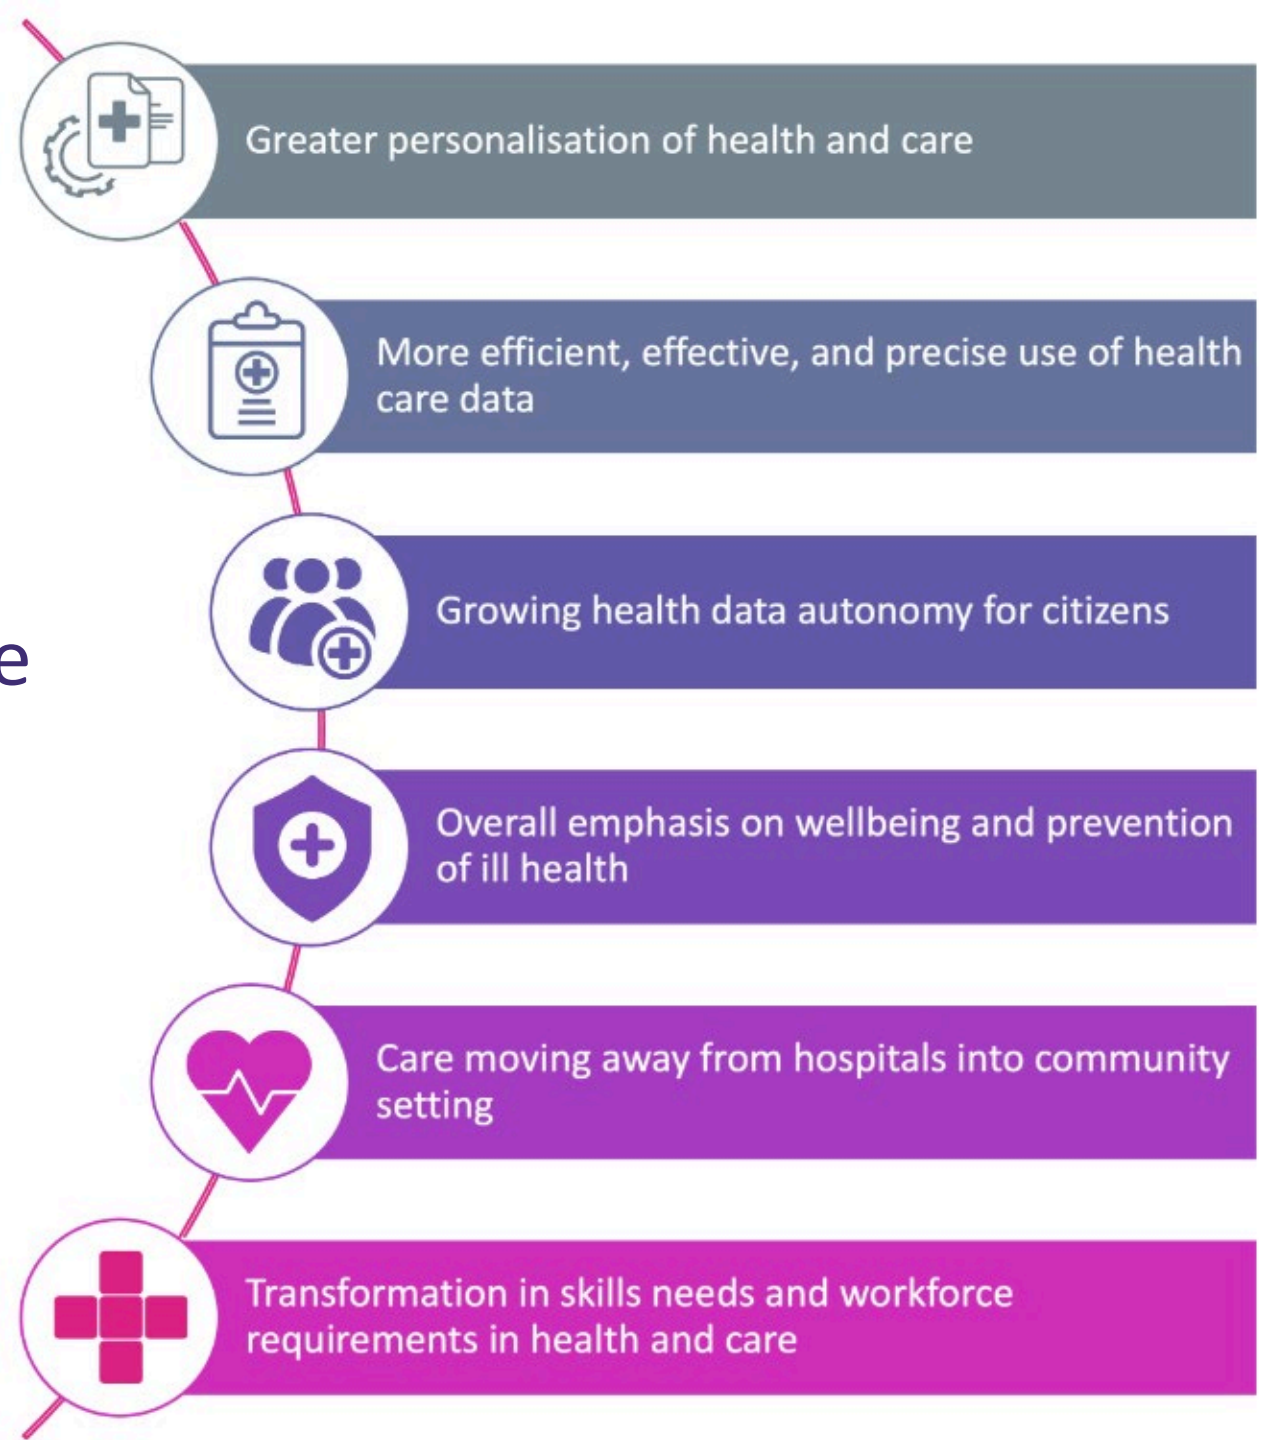 Greater personalisation of health and care
More efficient, effective, and precise use of health
care data
Growing health data autonomy for citizens
e
Overall emphasis on wellbeing and prevention
of ill health
Care moving away from hospitals into community
setting
Transformation in skills needs and workforce
requirements in health and care